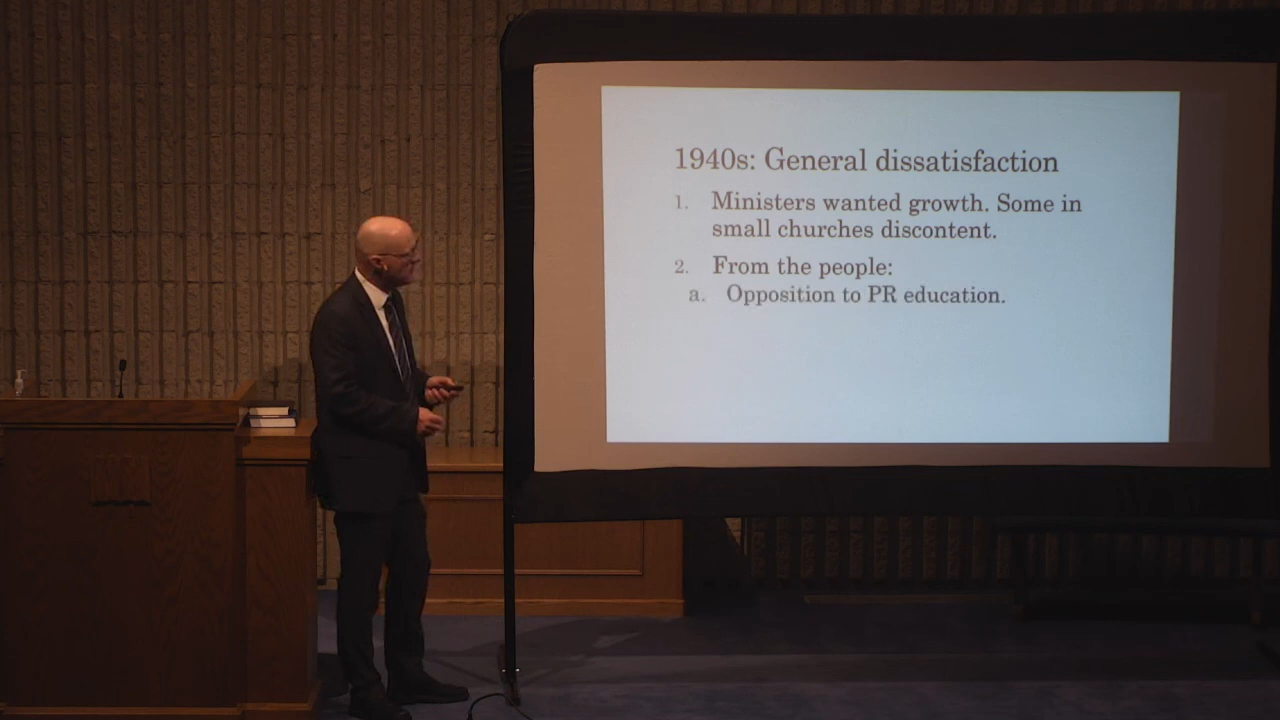 1940s: General dissatisfaction
1. Ministers wanted growth. Some in
small churches discontent.
2. From the people:
a. Opposition to PR education.